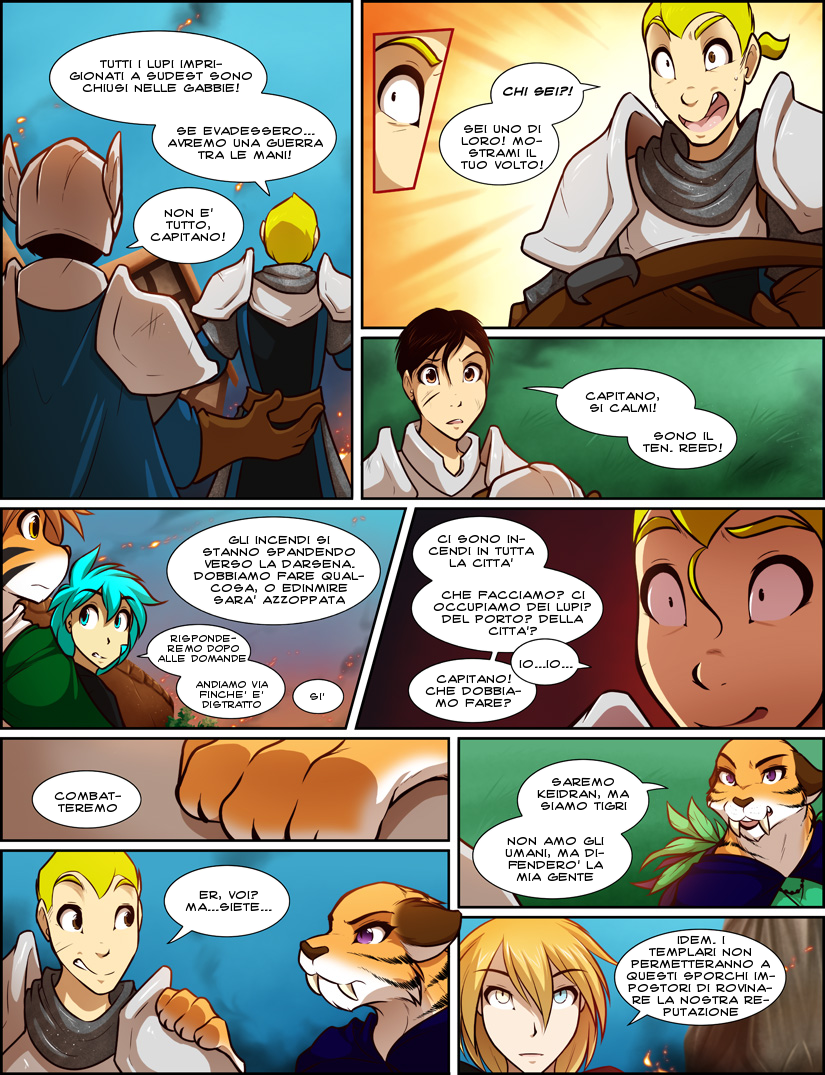 TUTTI I LUPI IMPRI-
GIONATI A SUDEST SONO
CHIUSI NELLE GABBIE!
SE EVADESSERO...
AVREMO UNA GUERRA
TRA LE MANI!
NON E'
TUTTO,
CAPITANO!
CHI SEI?!
SEI UNO DI
LORO! MO-
STRAMI IL
TUO VOLTO!
CAPITANO,
SI CALMI!
SONO IL
TEN. REED!
GLI INCENDI SI
STANNO SPANDENDO
VERSO LA DARSENA.
DOBBIAMO FARE QUAL-
COSA, O EDINMIRE
SARA' AZZOPPATA
RISPONDE-
REMO DOPO
ALLE DOMANDE
ANDIAMO VIA
FINCHE' E'
DISTRATTO
SI'
CI SONO IN-
CENDI IN TUTTA
LA CITTA'
CHE FACCIAMO? CI
OCCUPIAMO DEI LUPI?
DEL PORTO? DELLA
CITTA'?
IO...IO...
CAPITANO!
CHE DOBBIA-
MO FARE?
COMBAT-
TEREMO
SAREMO
KEIDRAN, MA
SIAMO TIGRI
NON AMO GLI
UMANI, MA DI-
FENDERO' LA
MIA GENTE
ER, VOI?
MA...SIETE...
IDEM. I
TEMPLARI NON
PERMETTERANNO A
QUESTI SPORCHI IM-
POSTORI DI ROVINA-
RE LA NOSTRA RE-
PUTAZIONE